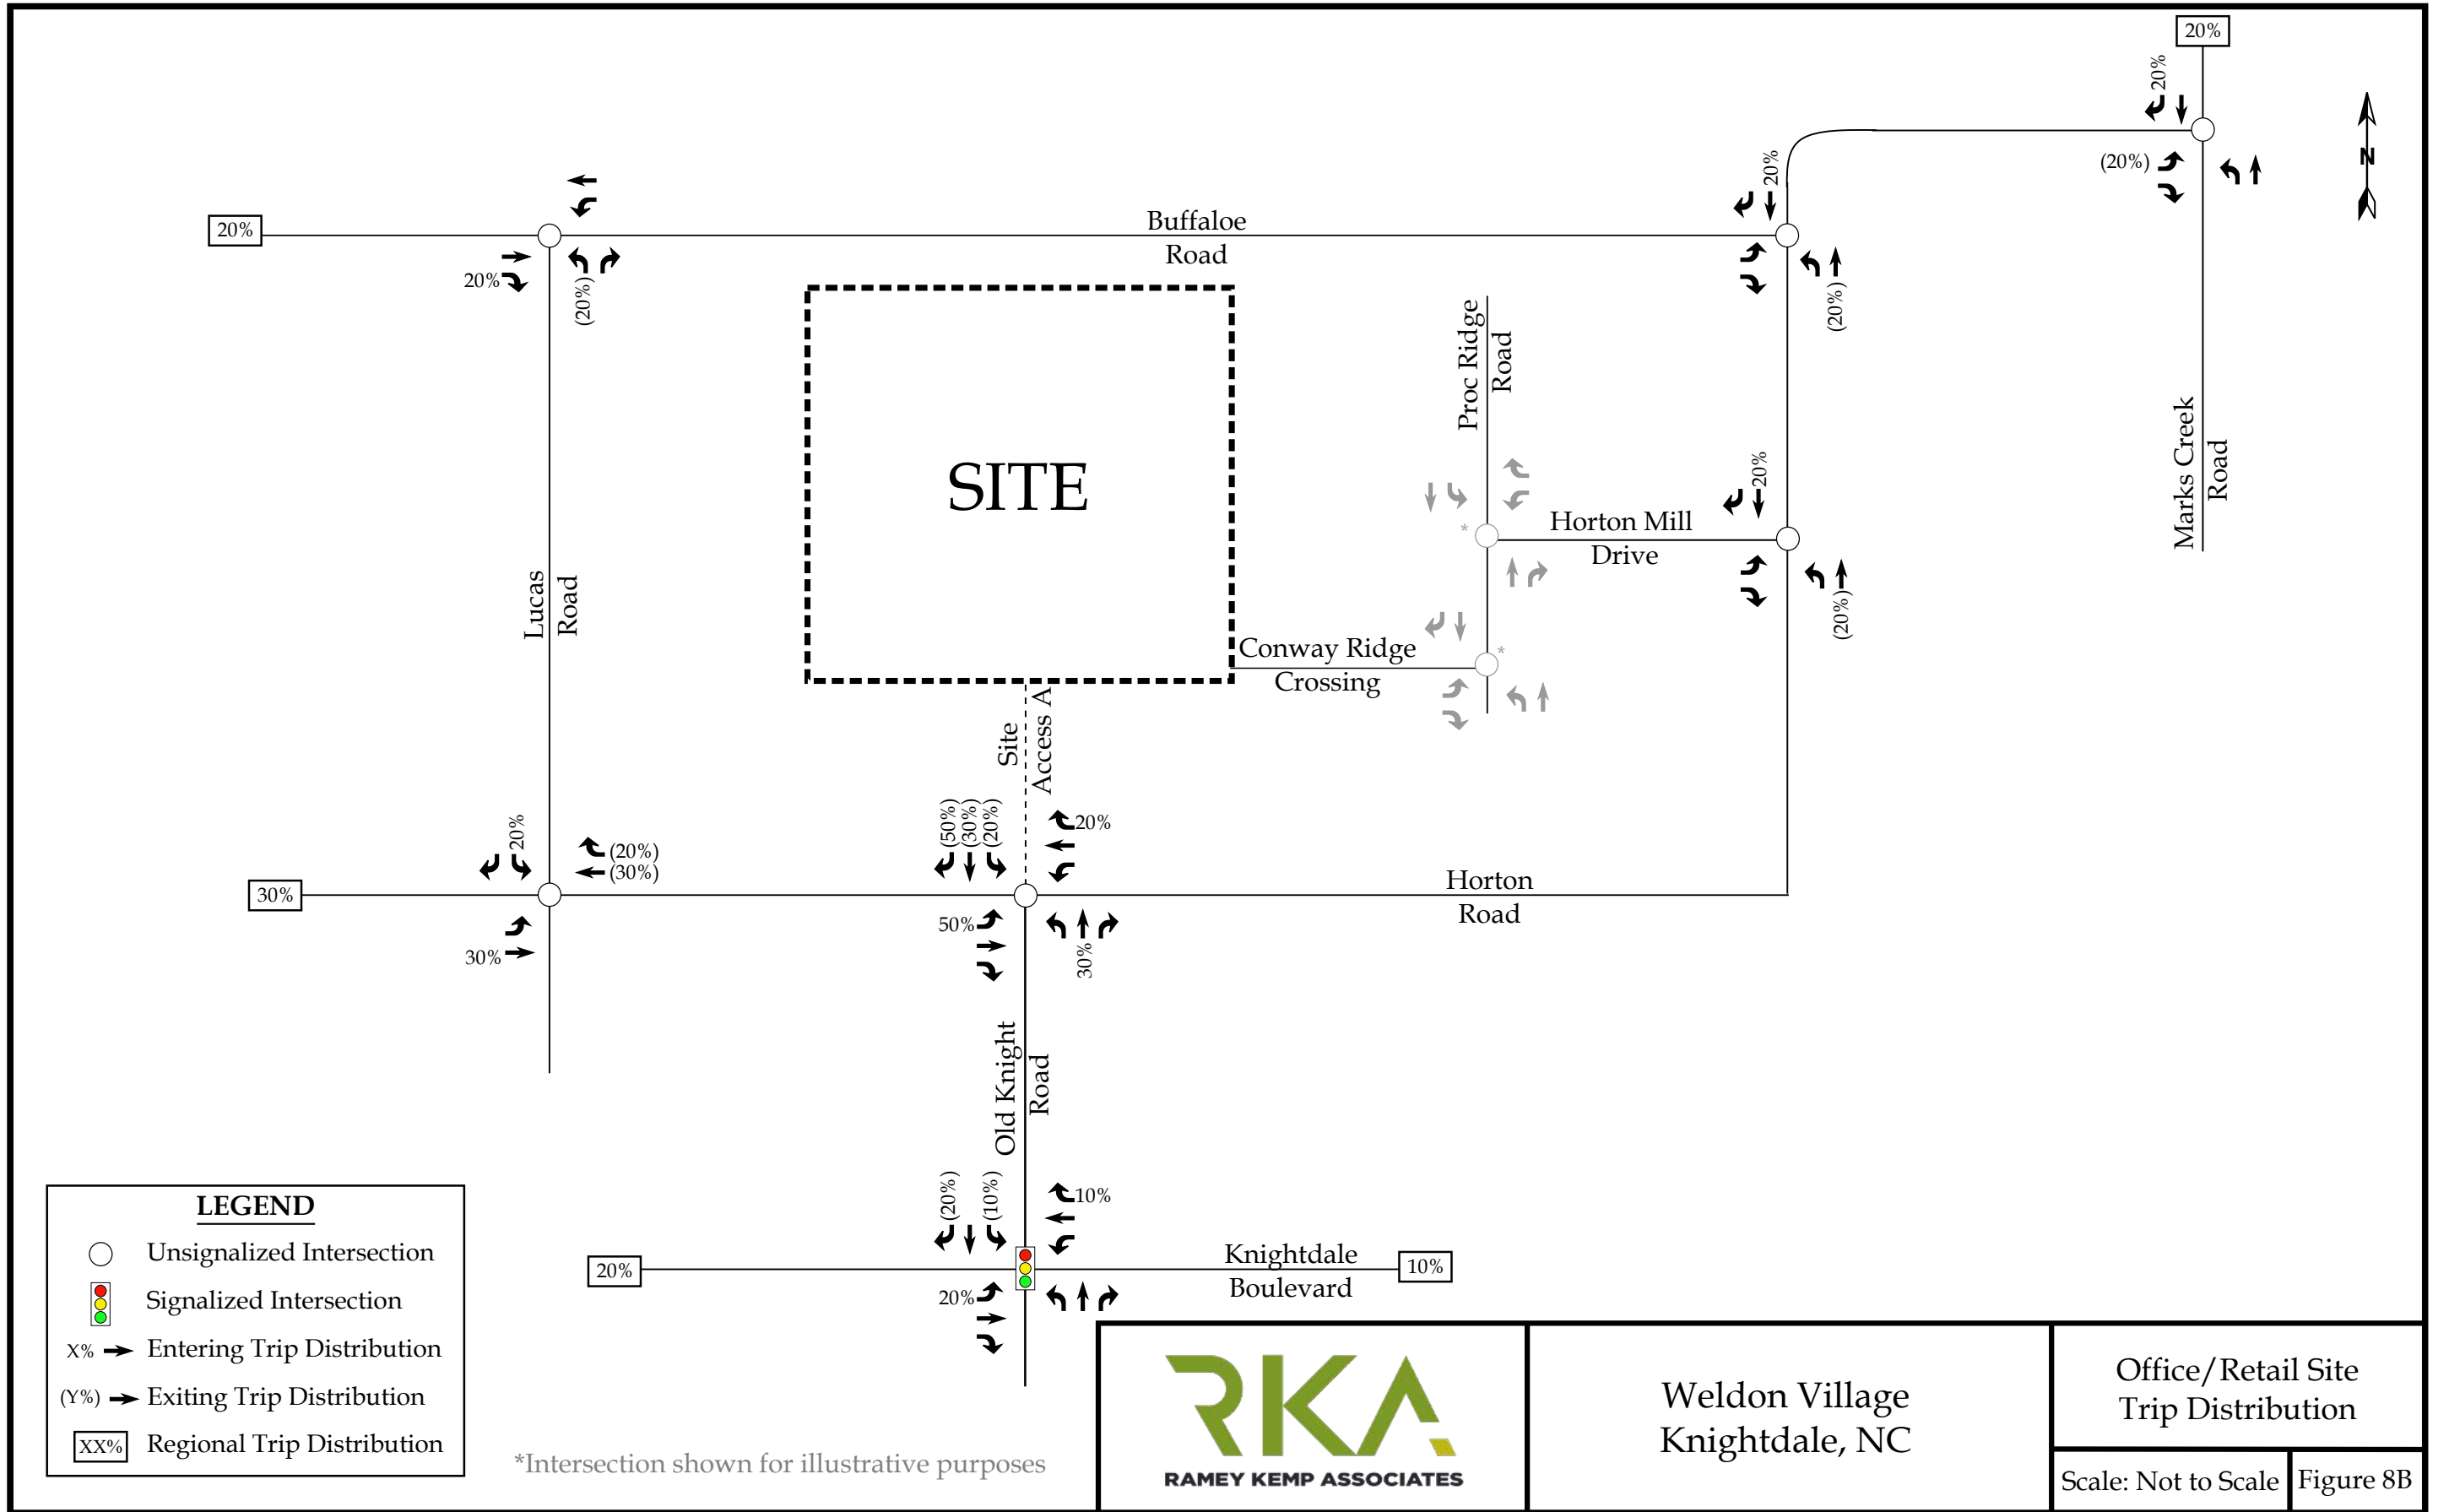 20%
20%
N
(20%)
20%
20%
Buffaloe
Road
20%
(20%)
(20%)
Proc Ridge
Road
Marks Creek
Road
SITE
20%
*
Horton Mill
Drive
(20%)
Lucas
Road
Conway Ridge
Crossing
*
Site
Access A
20%
(20%)
(30%)
(50%)
(30%)
(20%)
20%
30%
Horton
Road
30%
50%
30%
Old Knight
Road
(20%)
(10%)
10%
20%
Knightdale
Boulevard
10%
20%
LEGEND
Unsignalized Intersection
Signalized Intersection
X% Entering Trip Distribution
(Y%) Exiting Trip Distribution
XX% Regional Trip Distribution
*Intersection shown for illustrative purposes
RKA
RAMEY KEMP ASSOCIATES
Weldon Village
Knightdale, NC
Office/Retail Site
Trip Distribution
Scale: Not to Scale
Figure 8B